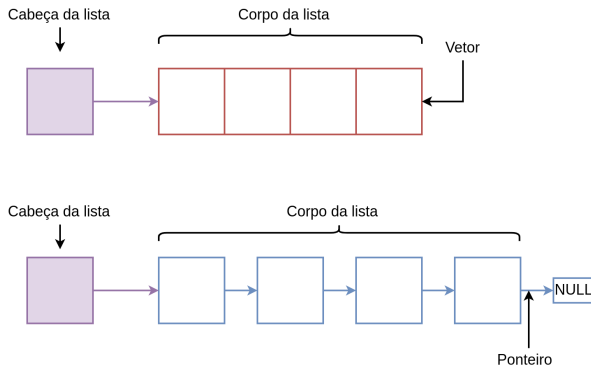 Cabeça da lista
Corpo da lista
Vetor
Cabeça da lista
Corpo da lista
NULL
Ponteiro